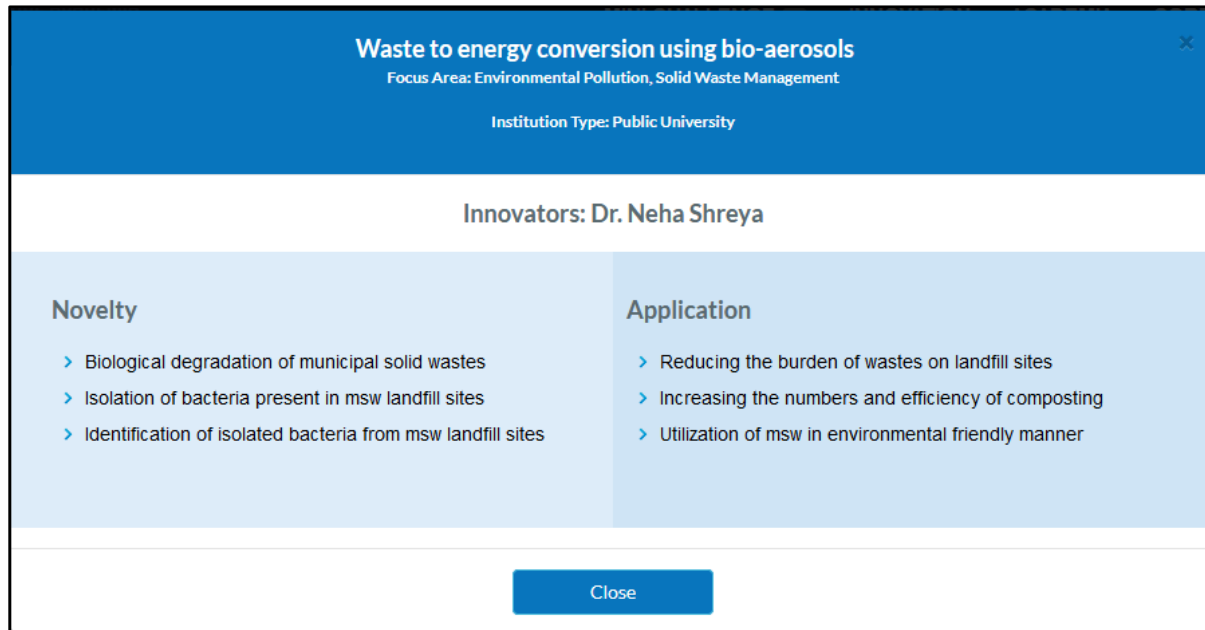 Waste to energy conversion using bio-aerosols
Focus Area: Environmental Pollution, Solid Waste Management
Institution Type: Public University
Innovators: Dr. Neha Shreya
Novelty
Biological degradation of municipal solid wastes
Isolation of bacteria present in msw landfill sites
Identification of isolated bacteria from msw landfill sites
Application
Reducing the burden of wastes on landfill sites
Increasing the numbers and efficiency of composting
Utilization of msw in environmental friendly manner
Close